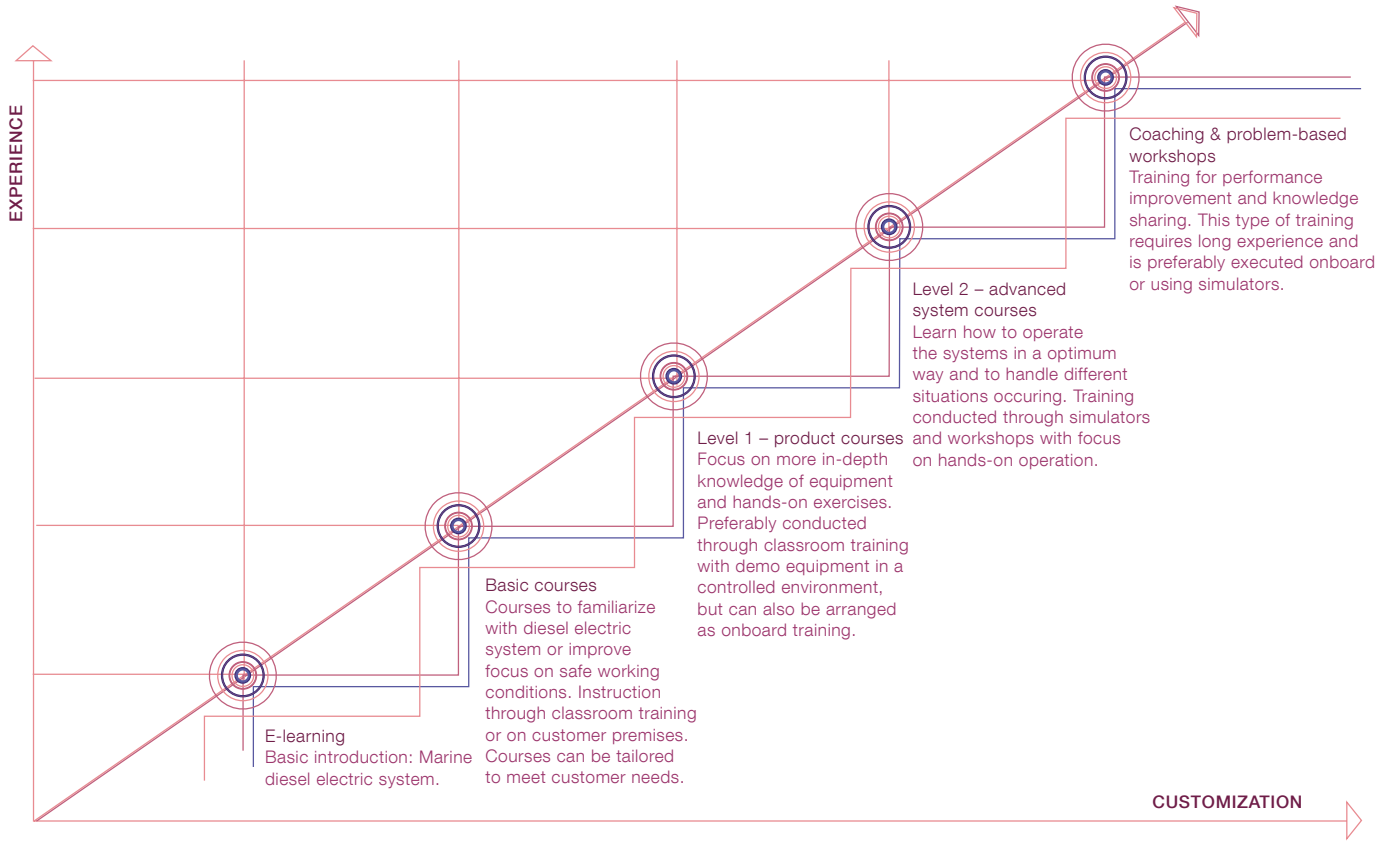 EXPERIENCE
Coaching & problem-based
workshops
Training for performance
improvement and knowledge
sharing. This type of training
requires long experience and
is preferably executed onboard
or using simulators.
Level 2 – advanced
system courses
Learn how to operate
the systems in a optimum
way and to handle different
situations occuring. Training
conducted through simulators
and workshops with focus
on hands-on operation.
Level 1 – product courses
Focus on more in-depth
knowledge of equipment
and hands-on exercises.
Preferably conducted
through classroom training
with demo equipment in a
controlled environment,
but can also be arranged
as onboard training.
Basic courses
Courses to familiarize
with diesel electric
system or improve
focus on safe working
conditions. Instruction
through classroom training
or on customer premises.
Courses can be tailored
to meet customer needs.
E-learning
Basic introduction: Marine
diesel electric system.
CUSTOMIZATION